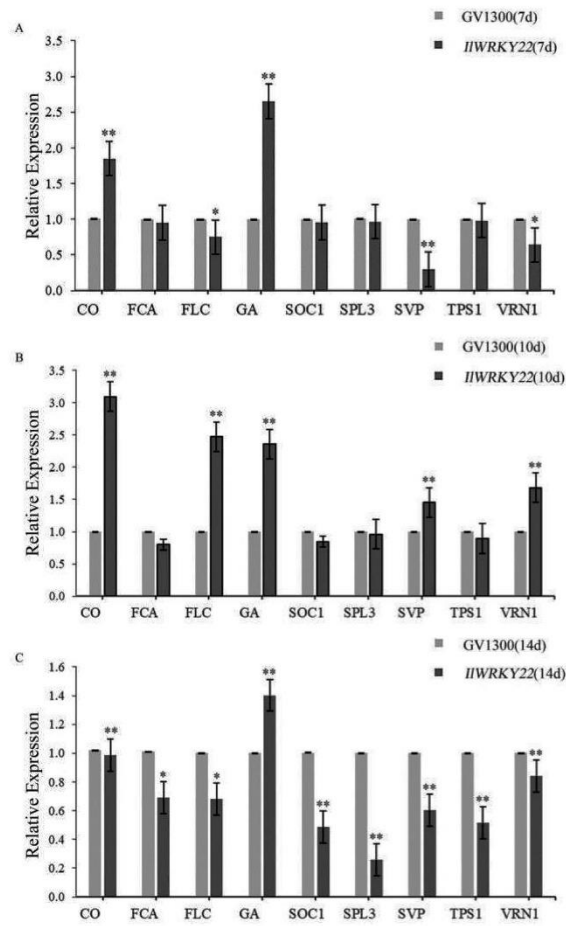 A
GV1300(7d)
IlWRKY22(7d)
Relative Expression
3.5
3.0
2.5
2.0
1.5
1.0
0.5
0.0
** * ** ** *
CO FCA FLC GA SOC1 SPL3 SVP TPS1 VRN1
B
GV1300(10d)
IlWRKY22(10d)
Relative Expression
3.5
3.0
2.5
2.0
1.5
1.0
0.5
0.0
** ** ** ** **
CO FCA FLC GA SOC1 SPL3 SVP TPS1 VRN1
C
GV1300(14d)
IlWRKY22(14d)
Relative Expression
1.6
1.4
1.2
1.0
0.8
0.6
0.4
0.2
0.0
** * * ** ** ** ** ** **
CO FCA FLC GA SOC1 SPL3 SVP TPS1 VRN1